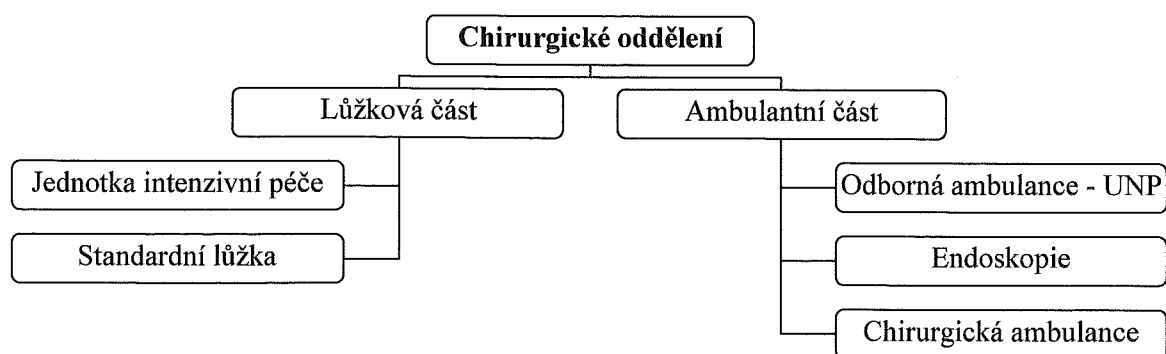 Chirurgické oddělení
Lůžková část
Ambulantní část
Jednotka intenzivní péče
Standardní lůžka
Odborná ambulance - UNP
Endoskopie
Chirurgická ambulance